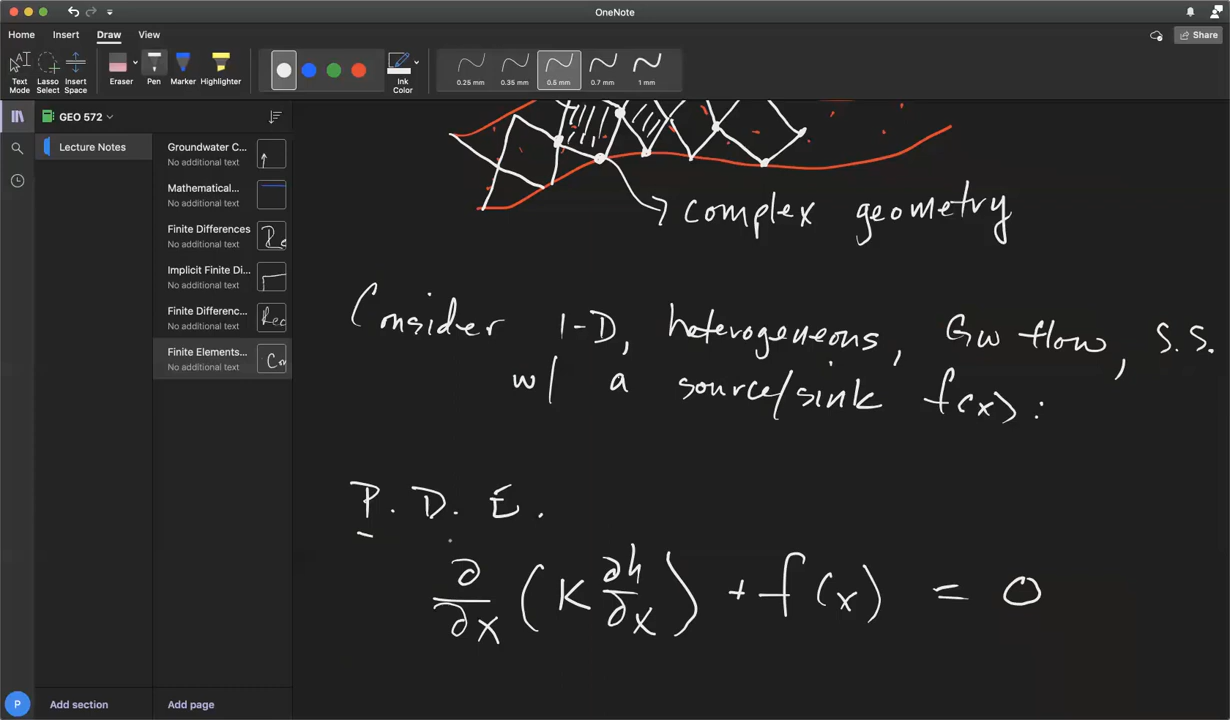 OneNote
Home Insert Draw View
Share
Text Mode
Lasso Select
Insert Space
Eraser
Pen
Marker
Highlighter
Ink Color
0.25 mm 0.35 mm 0.5 mm 0.7 mm 1 mm
GEO 572
Lecture Notes
Groundwater C...
No additional text
Mathematical...
No additional text
Finite Differences
No additional text
Implicit Finite Di...
No additional text
Finite Differenc...
No additional text
Finite Elements...
No additional text
P
Add section
Add page
complex geometry
Consider 1-D, heterogeneous, GW flow, S.S.
w/ a source/sink f(x):
P.D.E.
∂/∂x (K ∂h/∂x) + f(x) = 0